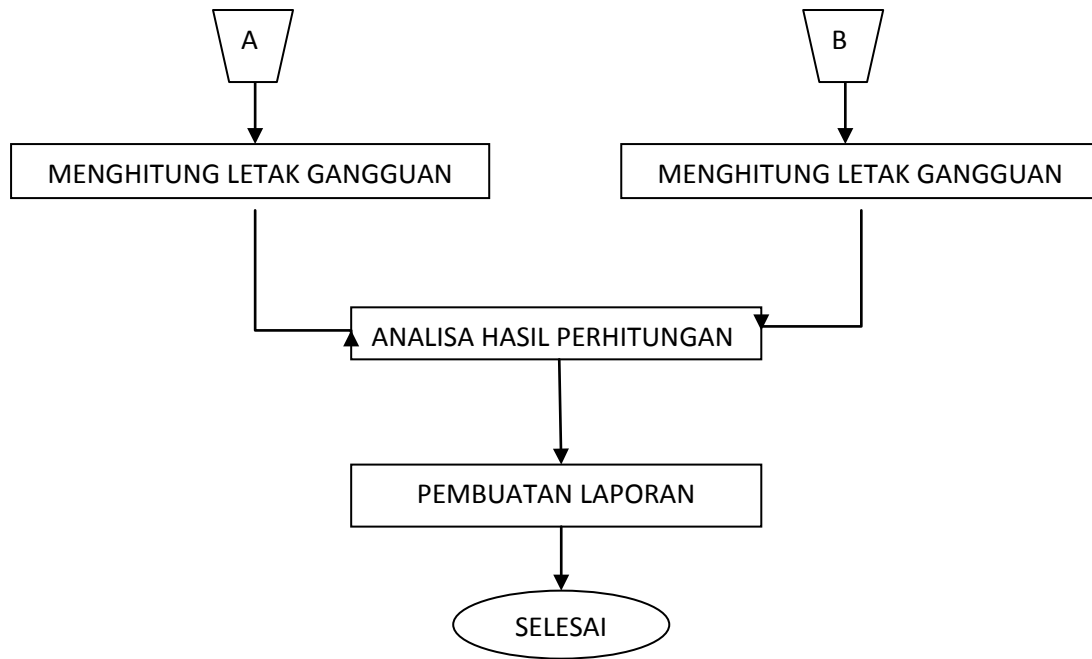 A
B
MENGHITUNG LETAK GANGGUAN
MENGHITUNG LETAK GANGGUAN
ANALISA HASIL PERHITUNGAN
PEMBUATAN LAPORAN
SELESAI